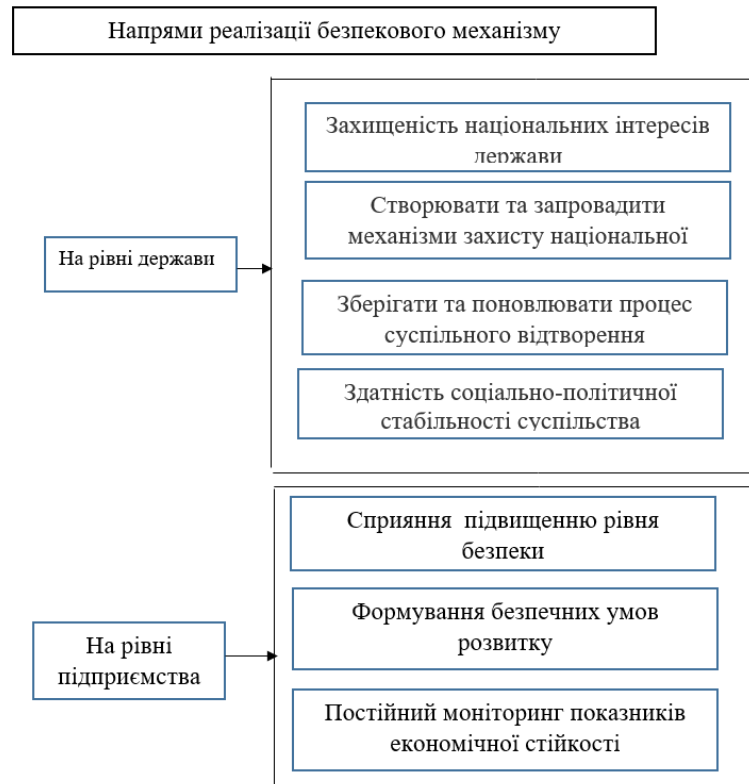 Напрями реалізації безпекового механізму
На рівні держави
Захищеність національних інтересів
держави
Створювати та запровадити
механізми захисту національної
Зберігати та поновлювати процес
суспільного відтворення
Здатність соціально-політичної
стабільності суспільства
На рівні
підприємства
Сприяння підвищенню рівня
безпеки
Формування безпечних умов
розвитку
Постійний моніторинг показників
економічної стійкості